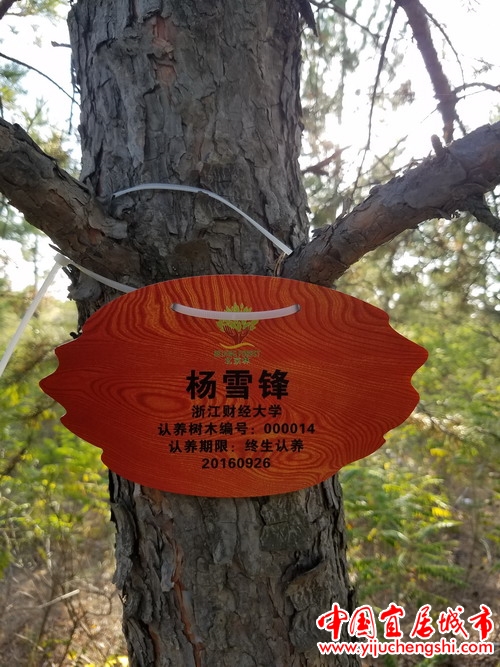 杨雪锋
浙江财经大学
认养树木编号：000014
认养期限：终生认养
20160926
中国宜居城市
www.yijuchengshi.com